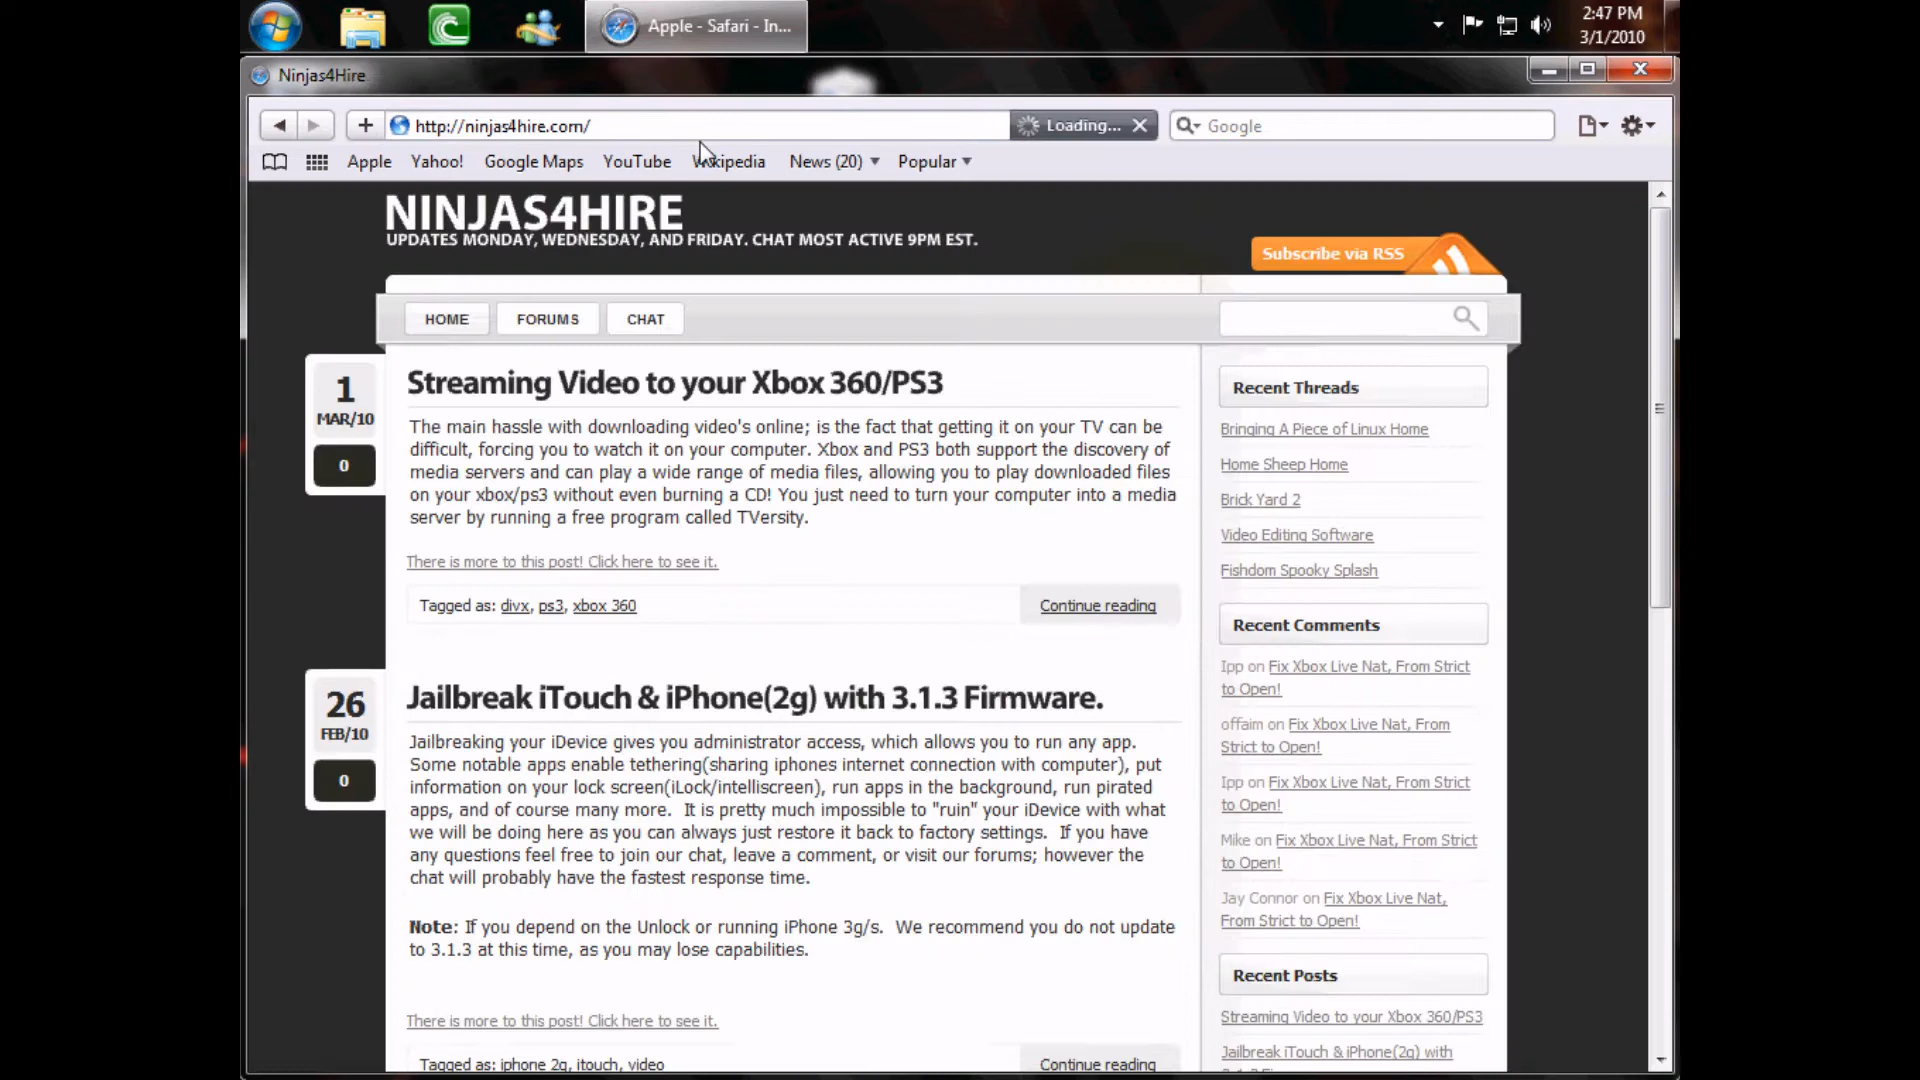 Apple - Safari - In...
2:47 PM
3/1/2010
Ninjas4Hire
http://ninjas4hire.com/
Loading...
Google
Apple
Yahoo!
Google Maps
YouTube
Wikipedia
News (20)
Popular
NINJAS4HIRE
UPDATES MONDAY, WEDNESDAY, AND FRIDAY. CHAT MOST ACTIVE 9PM EST.
Subscribe via RSS
HOME
FORUMS
CHAT
1
MAR/10
0
Streaming Video to your Xbox 360/PS3
The main hassle with downloading video's online; is the fact that getting it on your TV can be
difficult, forcing you to watch it on your computer. Xbox and PS3 both support the discovery of
media servers and can play a wide range of media files, allowing you to play downloaded files
on your xbox/ps3 without even burning a CD! You just need to turn your computer into a media
server by running a free program called TVersity.
There is more to this post! Click here to see it.
Tagged as: divx, ps3, xbox 360
Continue reading
26
FEB/10
0
Jailbreak iTouch & iPhone(2g) with 3.1.3 Firmware.
Jailbreaking your iDevice gives you administrator access, which allows you to run any app.
Some notable apps enable tethering(sharing iphones internet connection with computer), put
information on your lock screen(iLock/intelliscreen), run apps in the background, run pirated
apps, and of course many more. It is pretty much impossible to "ruin" your iDevice with what
we will be doing here as you can always just restore it back to factory settings. If you have
any questions feel free to join our chat, leave a comment, or visit our forums; however the
chat will probably have the fastest response time.
Note: If you depend on the Unlock or running iPhone 3g/s. We recommend you do not update
to 3.1.3 at this time, as you may lose capabilities.
There is more to this post! Click here to see it.
Tagged as: iphone 2g, itouch, video
Continue reading
Recent Threads
Bringing A Piece of Linux Home
Home Sheep Home
Brick Yard 2
Video Editing Software
Fishdom Spooky Splash
Recent Comments
Ipp on Fix Xbox Live Nat, From Strict
to Open!
offaim on Fix Xbox Live Nat, From
Strict to Open!
Ipp on Fix Xbox Live Nat, From Strict
to Open!
Mike on Fix Xbox Live Nat, From Strict
to Open!
Jay Connor on Fix Xbox Live Nat,
From Strict to Open!
Recent Posts
Streaming Video to your Xbox 360/PS3
Jailbreak iTouch & iPhone(2g) with